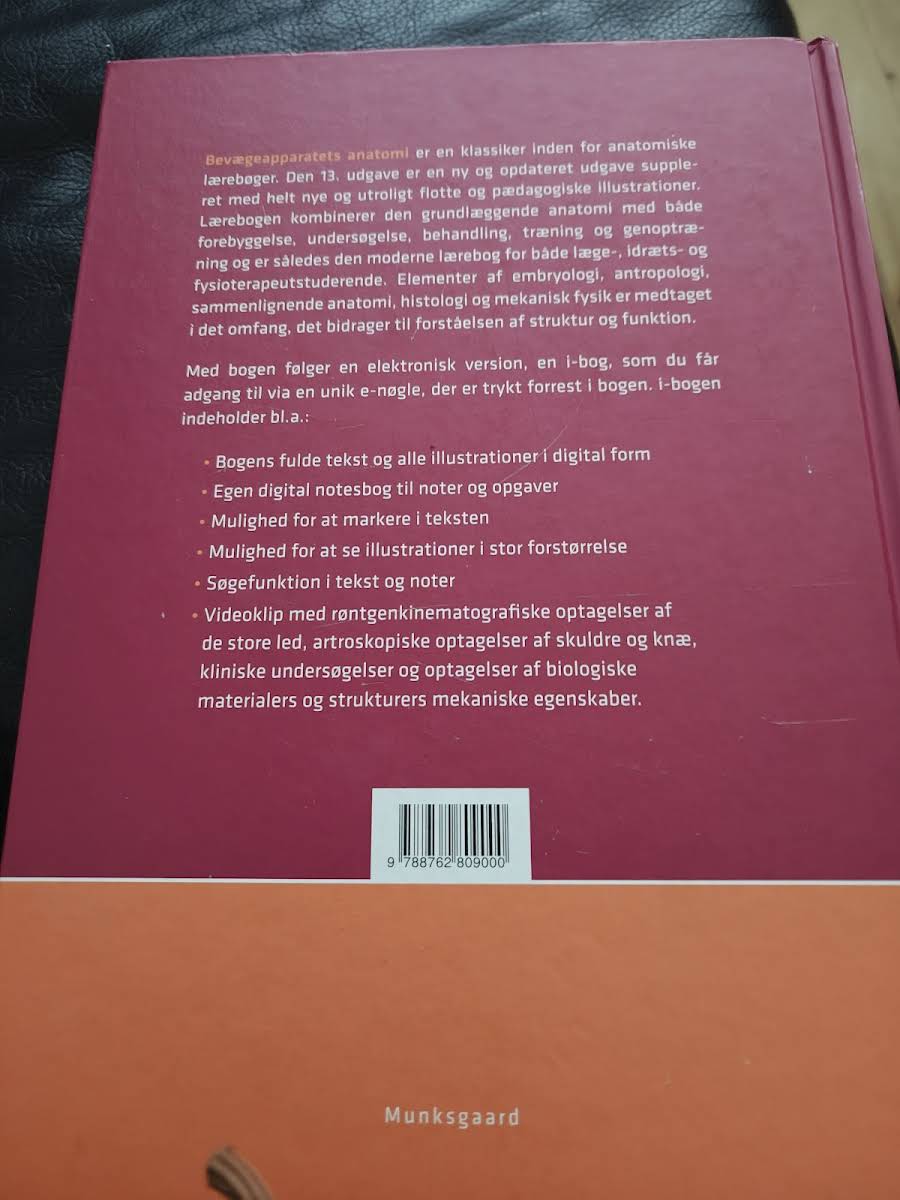 Bevægeapparatets anatomi er en klassiker inden for anatomiske
lærebøger. Den 13. udgave er en ny og opdateret udgave supple-
ret med helt nye og utroligt flotte og pædagogiske illustrationer.
Lærebogen kombinerer den grundlæggende anatomi med både
forebyggelse, undersøgelse, behandling, træning og genoptræ-
ning og er således den moderne lærebog for både læge-, idræts- og
fysioterapeutstuderende. Elementer af embryologi, antropologi,
sammenlignende anatomi, histologi og mekanisk fysik er medtaget
i det omfang, det bidrager til forståelsen af struktur og funktion.
Med bogen følger en elektronisk version, en i-bog, som du får
adgang til via en unik e-nøgle, der er trykt forrest i bogen. i-bogen
indeholder bl.a.:
• Bogens fulde tekst og alle illustrationer i digital form
• Egen digital notesbog til noter og opgaver
• Mulighed for at markere i teksten
• Mulighed for at se illustrationer i stor forstørrelse
• Søgefunktion i tekst og noter
• Videoklip med røntgenkinematografiske optagelser af
de store led, artroskopiske optagelser af skuldre og knæ,
kliniske undersøgelser og optagelser af biologiske
materialers og strukturers mekaniske egenskaber.
9 788762 809000
Munksgaard